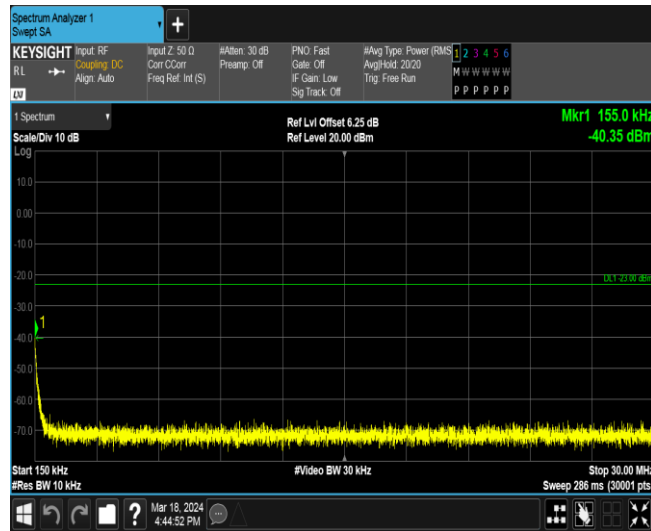 Spectrum Analyzer 1
Swept SA
+
KEYSIGHT
RL
LXI
Input: RF
Coupling: DC
Align: Auto
Input Z: 50 Ω
Corr CCorr
Freq Ref: Int (S)
#Atten: 30 dB
Preamp: Off
PNO: Fast
Gate: Off
IF Gain: Low
Sig Track: Off
#Avg Type: Power (RMS
Avg|Hold: 20/20
Trig: Free Run
1 2 3 4 5 6
M W W W W W
P P P P P P
1 Spectrum
Scale/Div 10 dB
Log
Ref Lvl Offset 6.25 dB
Ref Level 20.00 dBm
Mkr1 155.0 kHz
-40.35 dBm
10.0
0.00
-10.0
-20.0
DL1 -23.00 dBm
-30.0
1
-40.0
-50.0
-60.0
-70.0
Start 150 kHz
#Res BW 10 kHz
#Video BW 30 kHz
Stop 30.00 MHz
Sweep 286 ms (30001 pts
?
Mar 18, 2024
4:44:52 PM